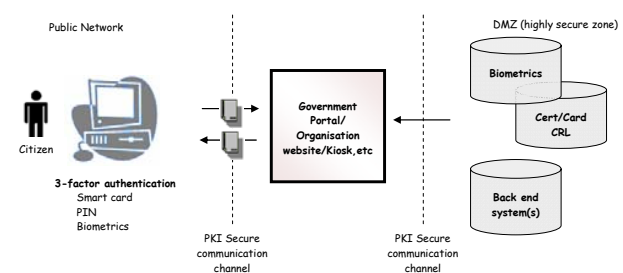 Public Network
DMZ (highly secure zone)
Biometrics
Cert/Card
CRL
Government
Portal/
Organisation
website/Kiosk,etc
Citizen
3-factor authentication
Smart card
PIN
Biometrics
Back end
system(s)
PKI Secure
communication
channel
PKI Secure
communication
channel